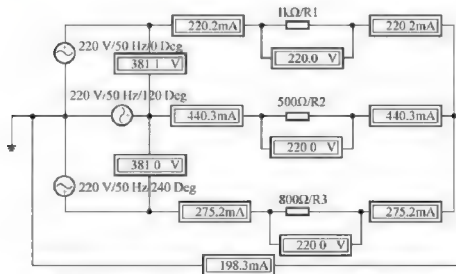 1kΩ/R1
220.2mA
220.2mA
220 V/50 Hz/0 Deg
381.1 V
220.0 V
220 V/50 Hz/120 Deg
500Ω/R2
440.3mA
440.3mA
381.0 V
220.0 V
220 V/50 Hz/240 Deg
800Ω/R3
275.2mA
275.2mA
220.0 V
198.3mA